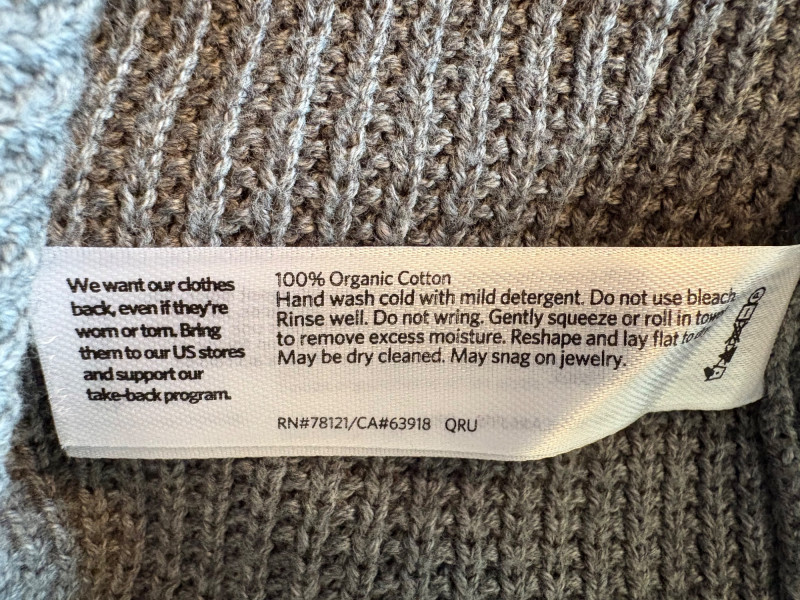 We want our clothes
back, even if they're
worn or torn. Bring
them to our US stores
and support our
take-back program.
100% Organic Cotton
Hand wash cold with mild detergent. Do not use bleach
Rinse well. Do not wring. Gently squeeze or roll in
to remove excess moisture. Reshape and lay flat to
May be dry cleaned. May snag on jewelry.
RN#78121/CA#63918 QRU